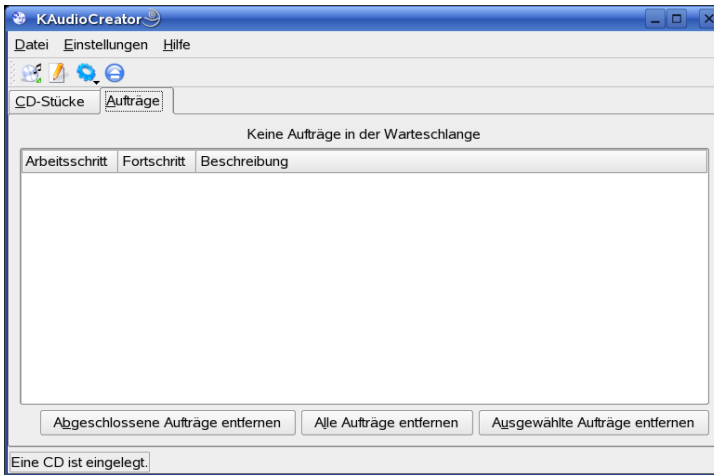 KAudioCreator
Datei Einstellungen Hilfe
CD-Stücke Aufträge
Keine Aufträge in der Warteschlange
Arbeitsschritt Fortschritt Beschreibung
Abgeschlossene Aufträge entfernen Alle Aufträge entfernen Ausgewählte Aufträge entfernen
Eine CD ist eingelegt.